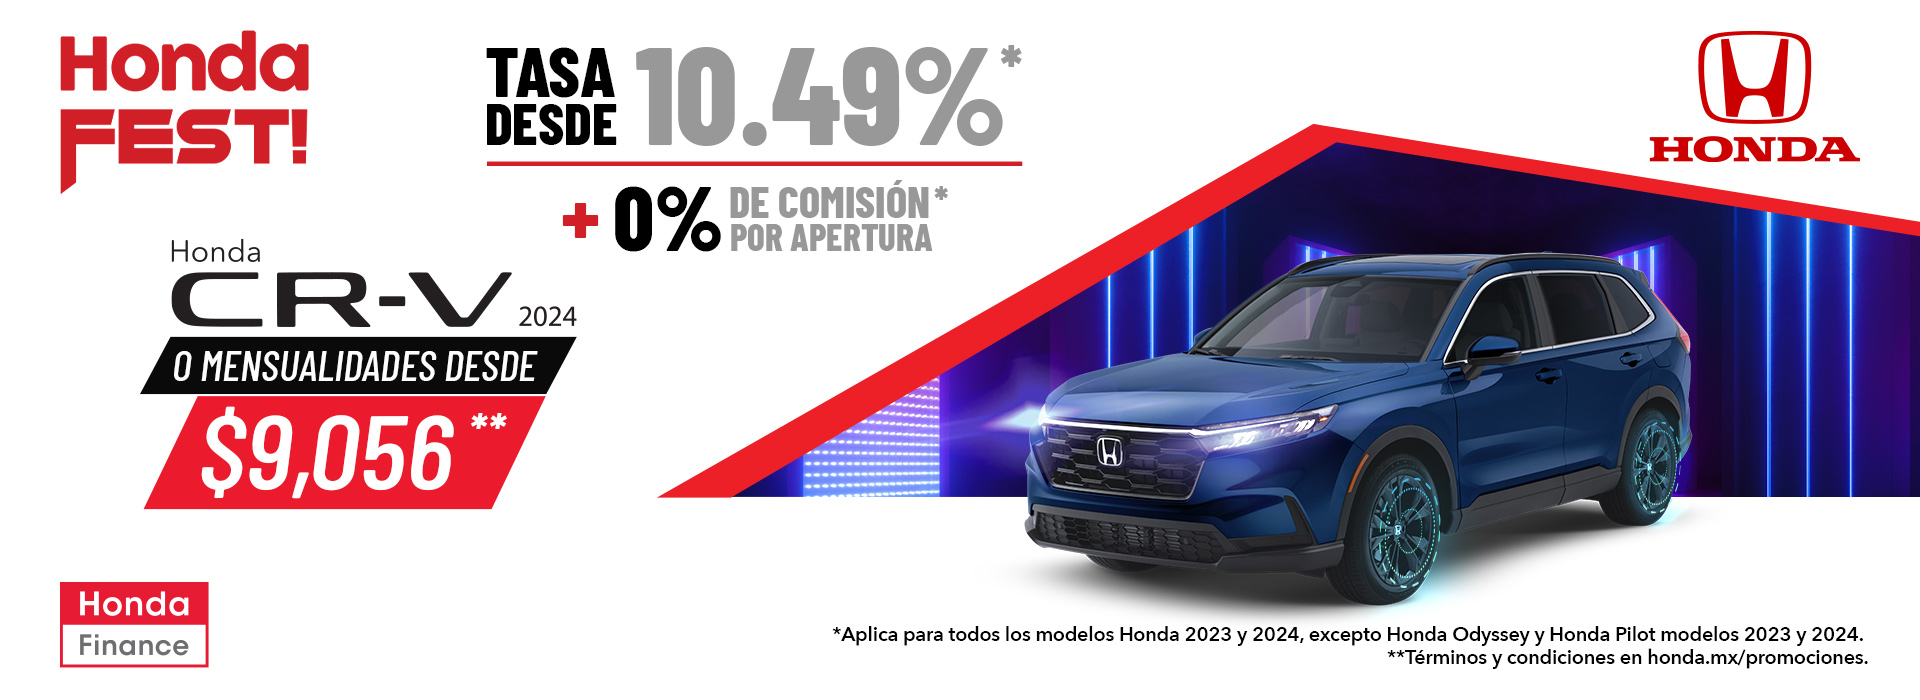 Honda
FEST!
TASA
DESDE
10.49%*
+ 0% DE COMISIÓN*
POR APERTURA
HONDA
Honda
CR-V 2024
O MENSUALIDADES DESDE
$9,056**
Honda
Finance
*Aplica para todos los modelos Honda 2023 y 2024, excepto Honda Odyssey y Honda Pilot modelos 2023 y 2024.
**Términos y condiciones en honda.mx/promociones.